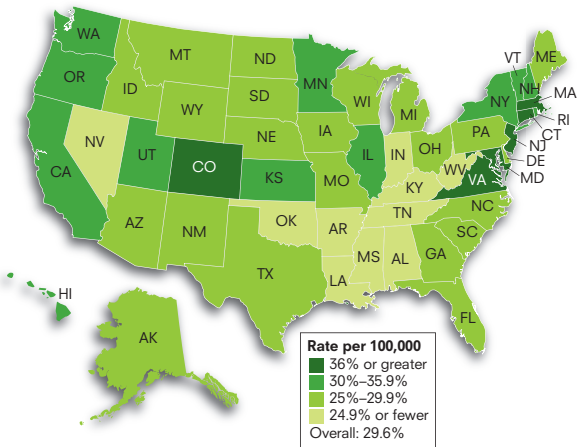 WA
MT
ND
MN
VT
ME
OR
ID
SD
WI
MI
NY
NH
MA
RI
CT
WY
IA
NE
PA
NJ
NV
UT
CO
KS
IL
IN
OH
DE
MD
CA
MO
WV
VA
KY
NC
AZ
NM
OK
AR
TN
SC
MS
AL
GA
TX
LA
FL
HI
AK
Rate per 100,000
36% or greater
30%–35.9%
25%–29.9%
24.9% or fewer
Overall: 29.6%